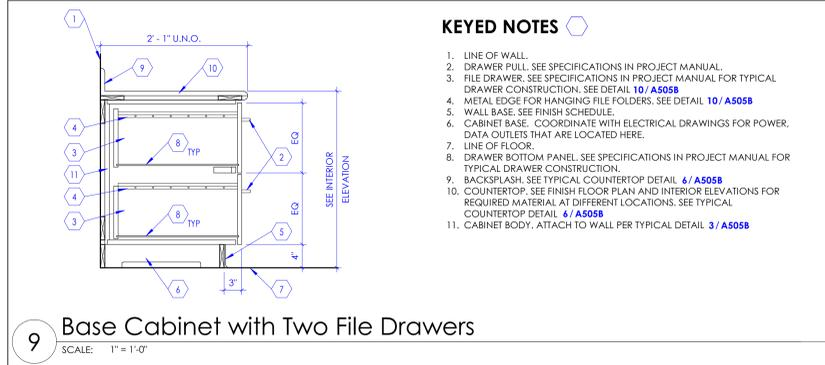 1
2' - 1" U.N.O.
9
10
4
3
8
TYP
EQ
2
11
4
3
8
TYP
EQ
SEE INTERIOR
ELEVATION
5
4"
3"
6
7
KEYED NOTES
1. LINE OF WALL.
2. DRAWER PULL. SEE SPECIFICATIONS IN PROJECT MANUAL.
3. FILE DRAWER. SEE SPECIFICATIONS IN PROJECT MANUAL FOR TYPICAL
DRAWER CONSTRUCTION. SEE DETAIL 10 / A505B
4. METAL EDGE FOR HANGING FILE FOLDERS. SEE DETAIL 10 / A505B
5. WALL BASE. SEE FINISH SCHEDULE.
6. CABINET BASE. COORDINATE WITH ELECTRICAL DRAWINGS FOR POWER,
DATA OUTLETS THAT ARE LOCATED HERE.
7. LINE OF FLOOR.
8. DRAWER BOTTOM PANEL. SEE SPECIFICATIONS IN PROJECT MANUAL FOR
TYPICAL DRAWER CONSTRUCTION.
9. BACKSPLASH. SEE TYPICAL COUNTERTOP DETAIL 6 / A505B
10. COUNTERTOP. SEE FINISH FLOOR PLAN AND INTERIOR ELEVATIONS FOR
REQUIRED MATERIAL AT DIFFERENT LOCATIONS. SEE TYPICAL
COUNTERTOP DETAIL 6 / A505B
11. CABINET BODY. ATTACH TO WALL PER TYPICAL DETAIL 3 / A505B
9
Base Cabinet with Two File Drawers
SCALE: 1" = 1'-0"